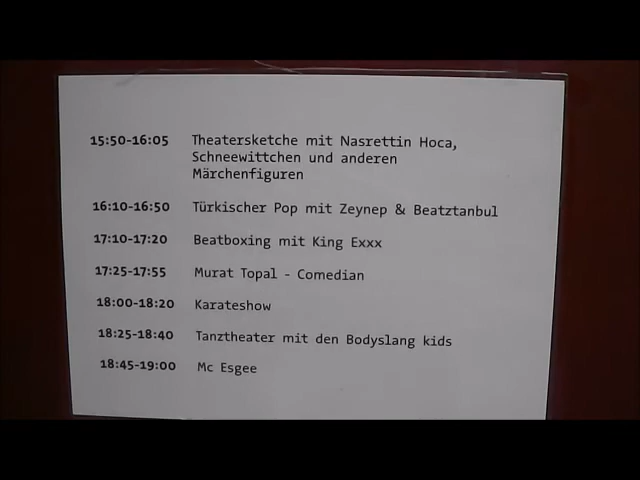 15:50-16:05 Theatersketche mit Nasrettin Hoca,
Schneewittchen und anderen
Märchenfiguren
16:10-16:50 Türkischer Pop mit Zeynep & Beatztanbul
17:10-17:20 Beatboxing mit King Exxx
17:25-17:55 Murat Topal - Comedian
18:00-18:20 Karateshow
18:25-18:40 Tanztheater mit den Bodyslang kids
18:45-19:00 Mc Esgee